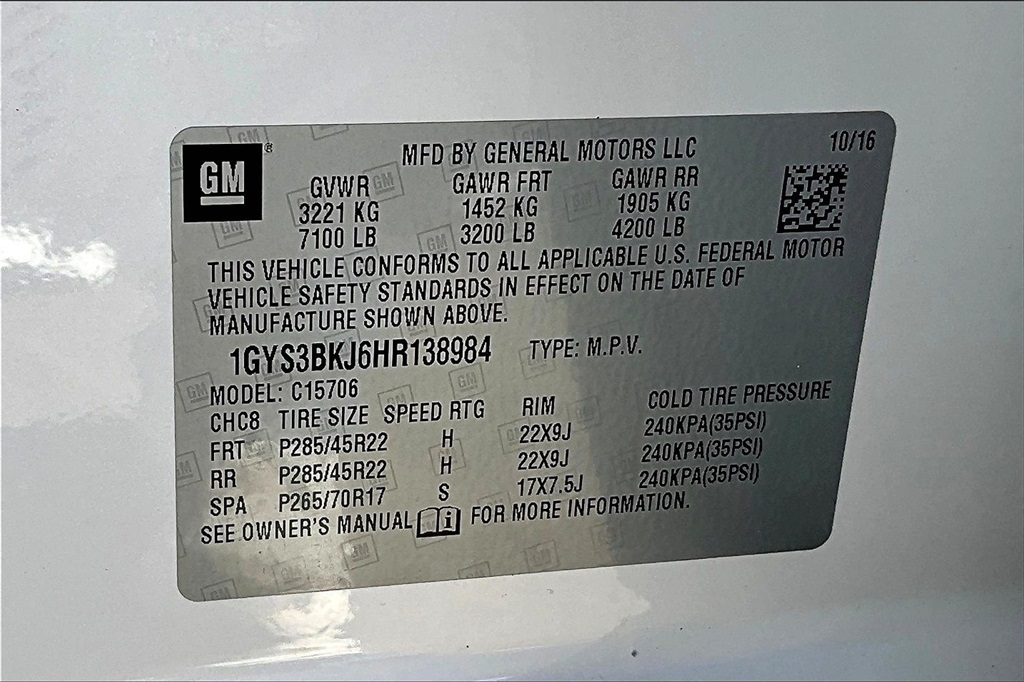 GM ® MFD BY GENERAL MOTORS LLC 10/16
GVWR GAWR FRT GAWR RR
3221 KG 1452 KG 1905 KG
7100 LB 3200 LB 4200 LB
THIS VEHICLE CONFORMS TO ALL APPLICABLE U.S. FEDERAL MOTOR
VEHICLE SAFETY STANDARDS IN EFFECT ON THE DATE OF
MANUFACTURE SHOWN ABOVE.
1GYS3BKJ6HR138984 TYPE: M.P.V.
MODEL: C15706
CHC8 TIRE SIZE SPEED RTG RIM COLD TIRE PRESSURE
FRT P285/45R22 H 22X9J 240KPA(35PSI)
RR P285/45R22 H 22X9J 240KPA(35PSI)
SPA P265/70R17 S 17X7.5J 240KPA(35PSI)
SEE OWNER'S MANUAL FOR MORE INFORMATION.